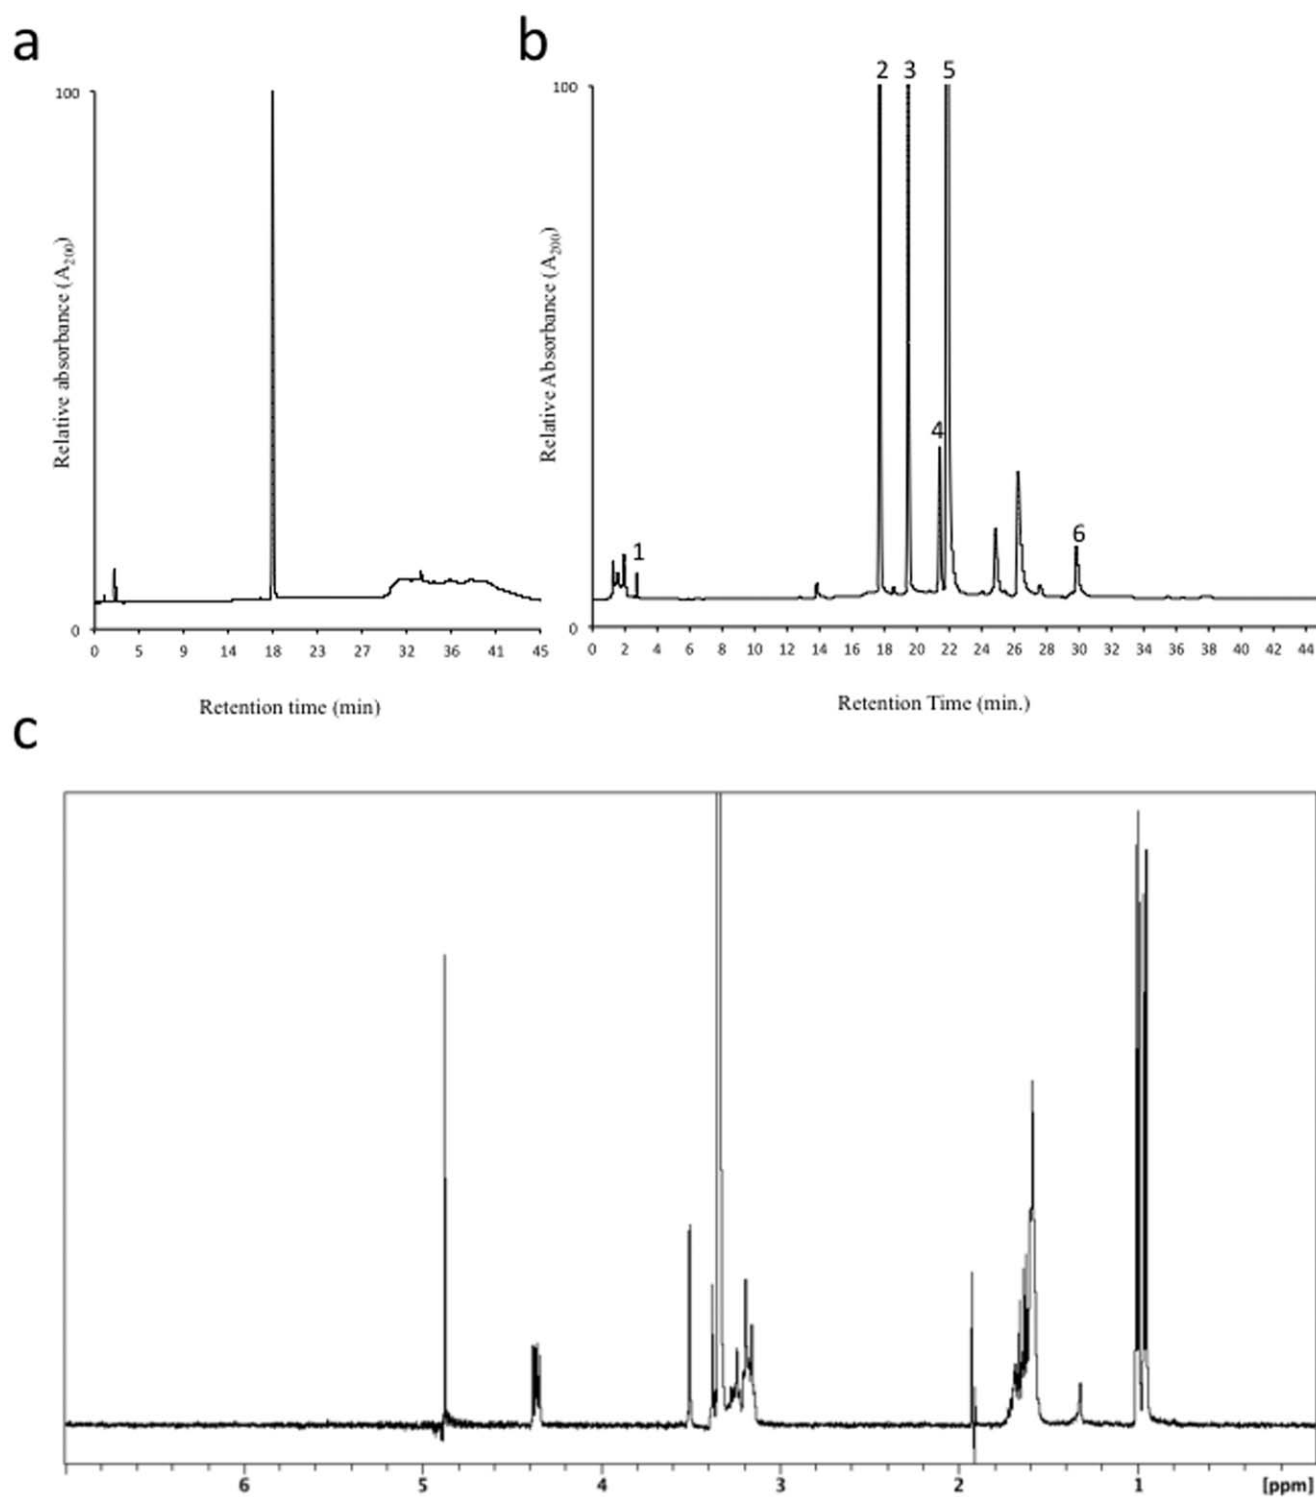 a
100
Relative absorbance (A200)
0
0 5 9 14 18 23 27 32 36 41 45
Retention time (min)
b
2 3 5
100
Relative Absorbance (A200)
4
1
6
0
0 2 4 6 8 10 12 14 16 18 20 22 24 26 28 30 32 34 36 38 40 42 44
Retention Time (min.)
c
6 5 4 3 2 1 [ppm]